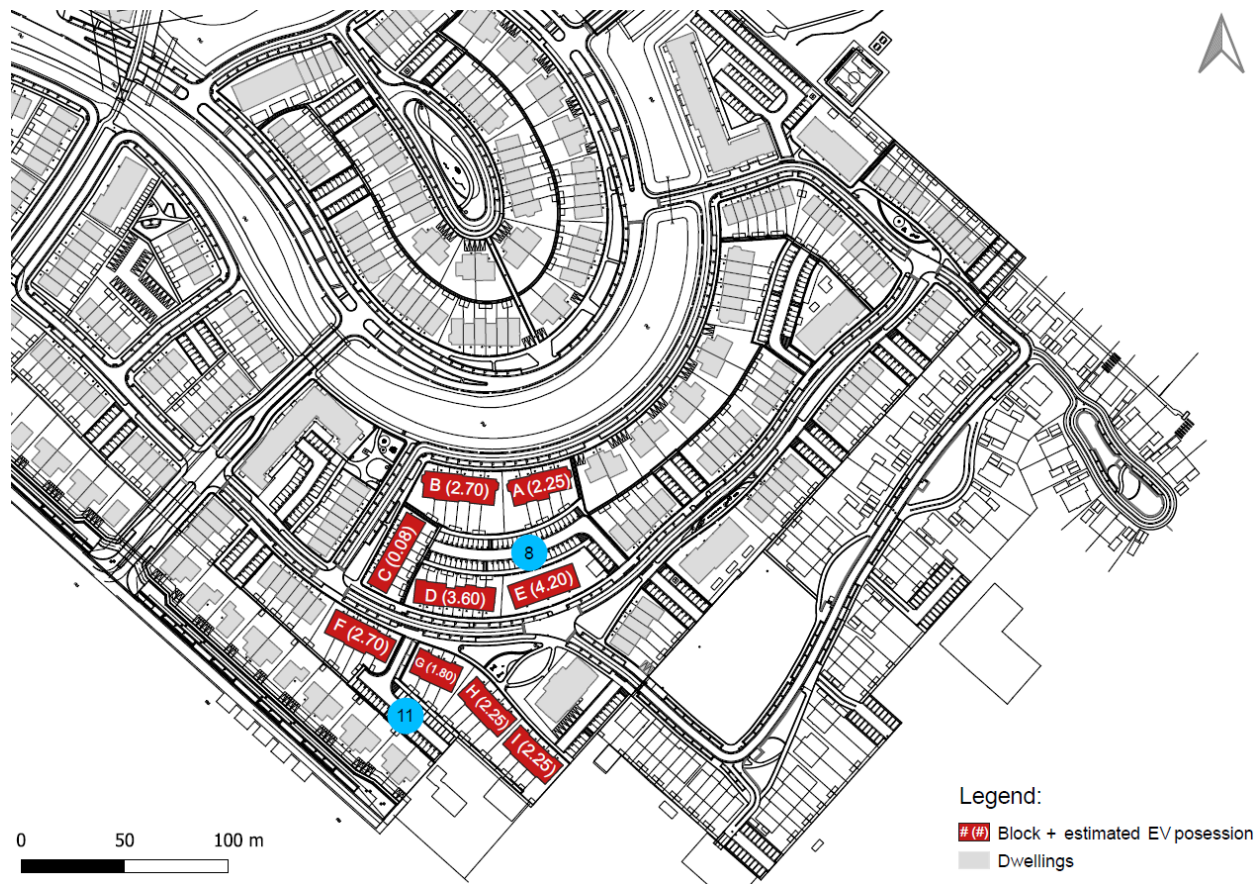 B (2.70)
A (2.25)
C (0.08)
8
D (3.60)
E (4.20)
F (2.70)
G (1.80)
H (2.25)
11
I (2.25)
0 50 100 m
Legend:
# (#) Block + estimated EV posession
Dwellings